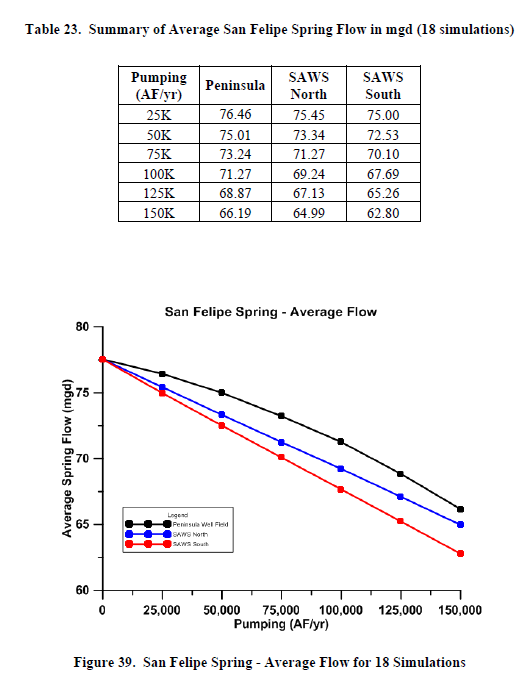 Table 23. Summary of Average San Felipe Spring Flow in mgd (18 simulations)
Pumping (AF/yr) Peninsula SAWS North SAWS South
25K 76.46 75.45 75.00
50K 75.01 73.34 72.53
75K 73.24 71.27 70.10
100K 71.27 69.24 67.69
125K 68.87 67.13 65.26
150K 66.19 64.99 62.80
San Felipe Spring - Average Flow
80
75
70
65
60
Average Spring Flow (mgd)
Legend
Peninsula Well Field
SAWS North
SAWS South
0 25,000 50,000 75,000 100,000 125,000 150,000
Pumping (AF/yr)
Figure 39. San Felipe Spring - Average Flow for 18 Simulations